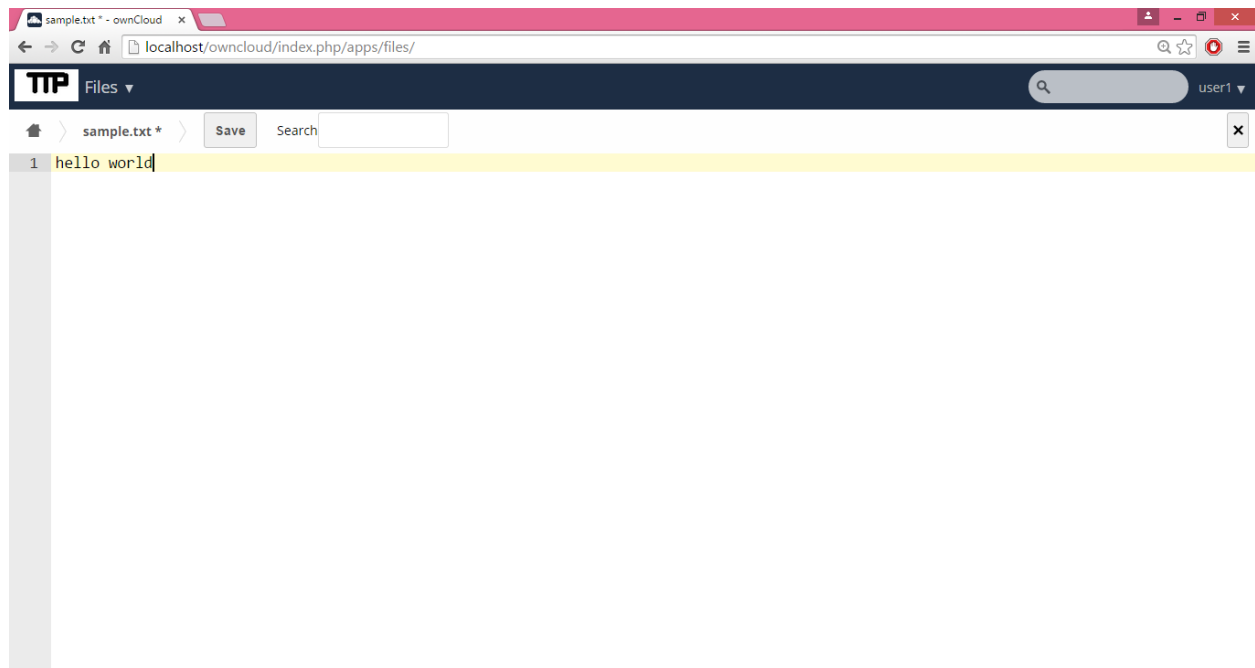 sample.txt * - ownCloud
localhost/owncloud/index.php/apps/files/
TTP Files user1
sample.txt * Save Search
1 hello world